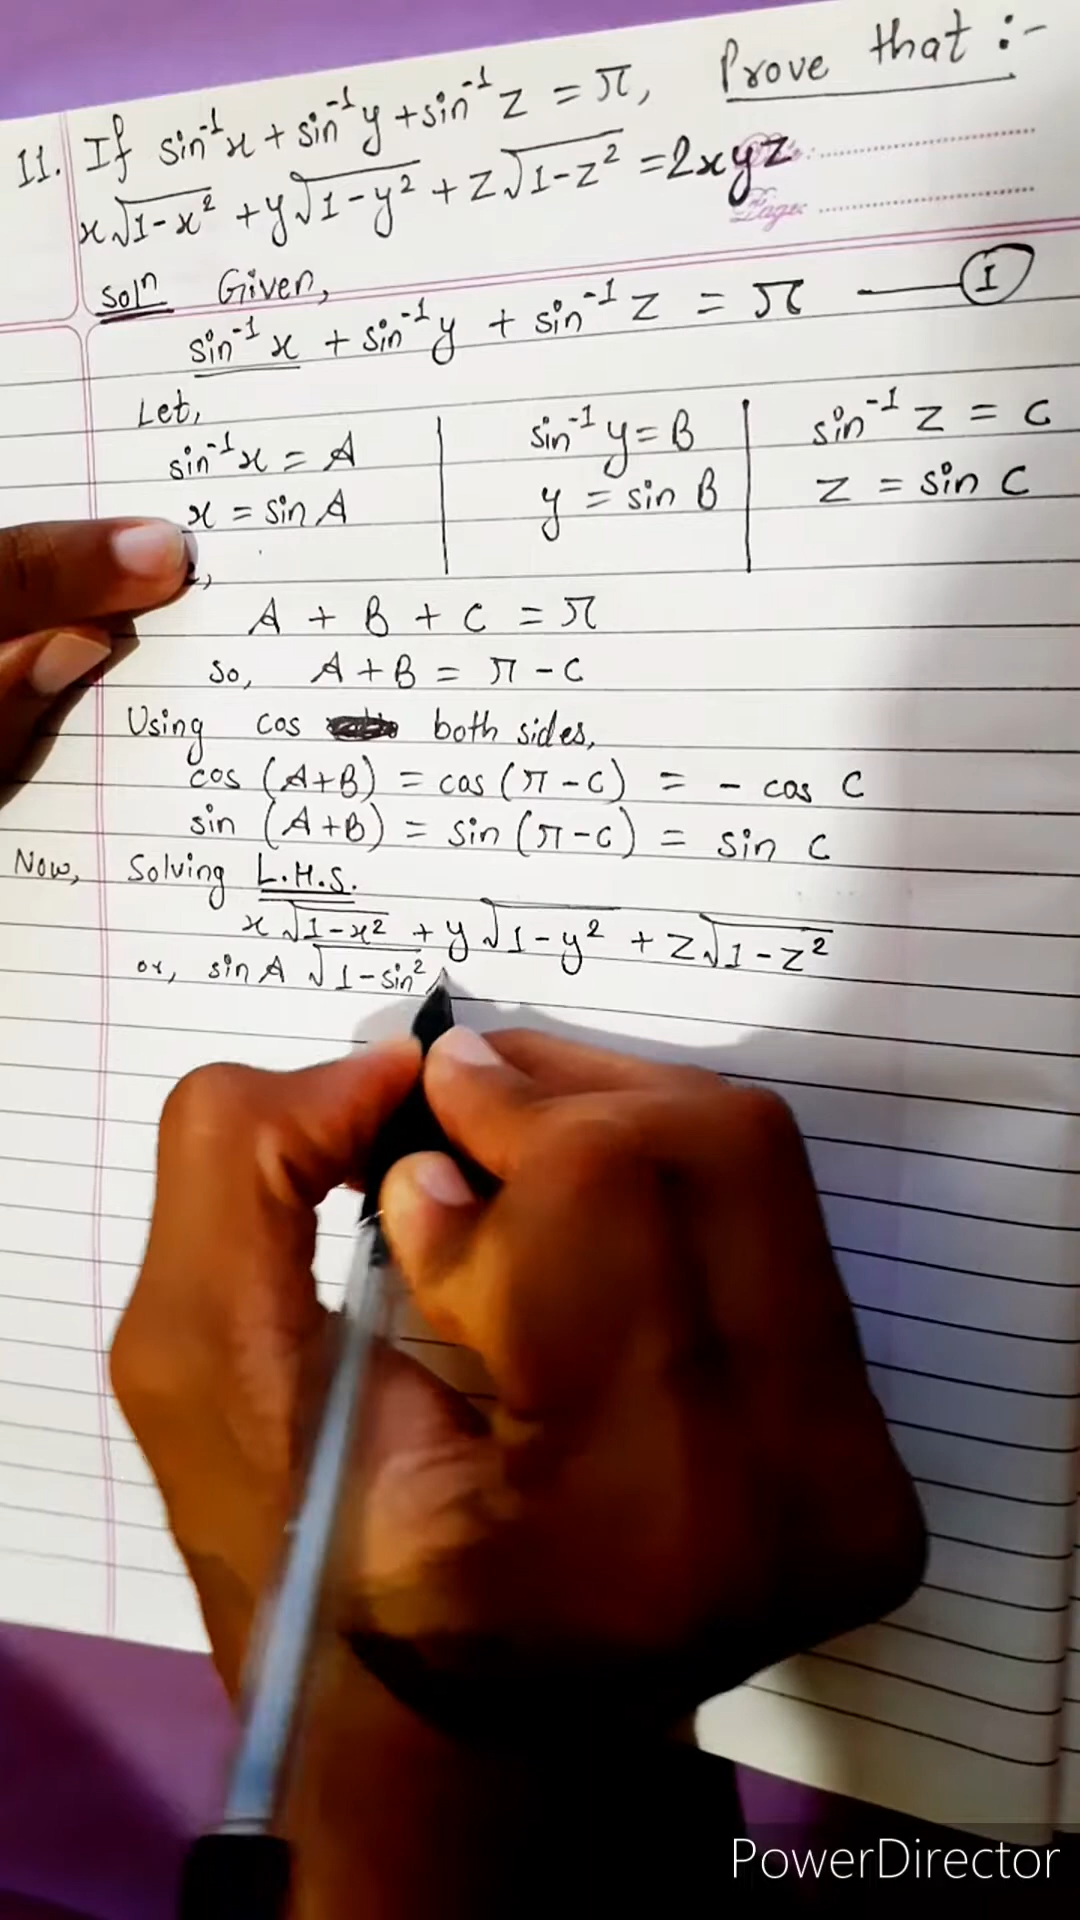 11. If sin⁻¹x + sin⁻¹y + sin⁻¹z = π, Prove that :-
x√1-x² + y√1-y² + z√1-z² = 2xyz
Page:
Solⁿ Given,
sin⁻¹x + sin⁻¹y + sin⁻¹z = π — I
Let,
sin⁻¹x = A | sin⁻¹y = B | sin⁻¹z = C
x = sin A | y = sin B | z = sin C
A + B + C = π
So, A + B = π - C
Using cos both sides,
cos (A+B) = cos (π - C) = - cos C
sin (A+B) = sin (π - C) = sin C
Now, Solving L.H.S.
x√1-x² + y√1-y² + z√1-z²
or, sin A √1-sin²
PowerDirector